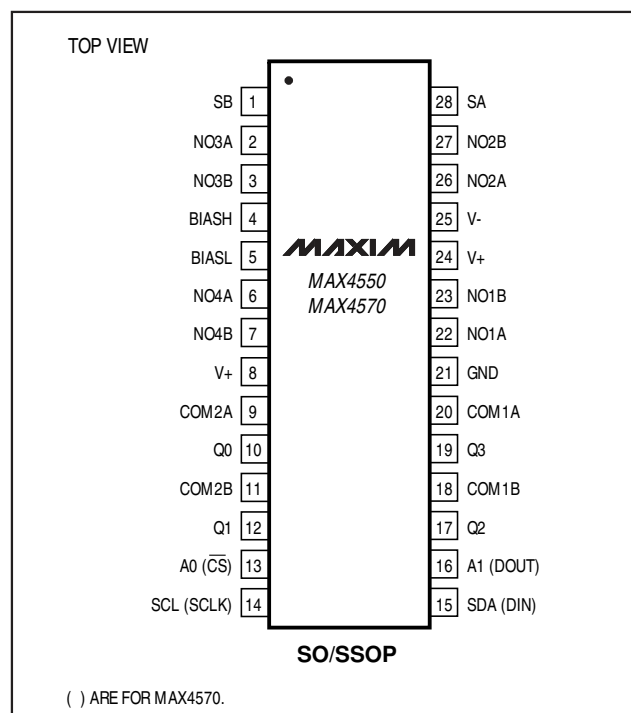 TOP VIEW
SB 1 28 SA
NO3A 2 27 NO2B
NO3B 3 26 NO2A
BIASH 4 25 V-
BIASL 5 24 V+
NO4A 6 23 NO1B
NO4B 7 22 NO1A
V+ 8 21 GND
COM2A 9 20 COM1A
Q0 10 19 Q3
COM2B 11 18 COM1B
Q1 12 17 Q2
A0 (C̅S̅) 13 16 A1 (DOUT)
SCL (SCLK) 14 15 SDA (DIN)
MAXIM
MAX4550
MAX4570
SO/SSOP
( ) ARE FOR MAX4570.